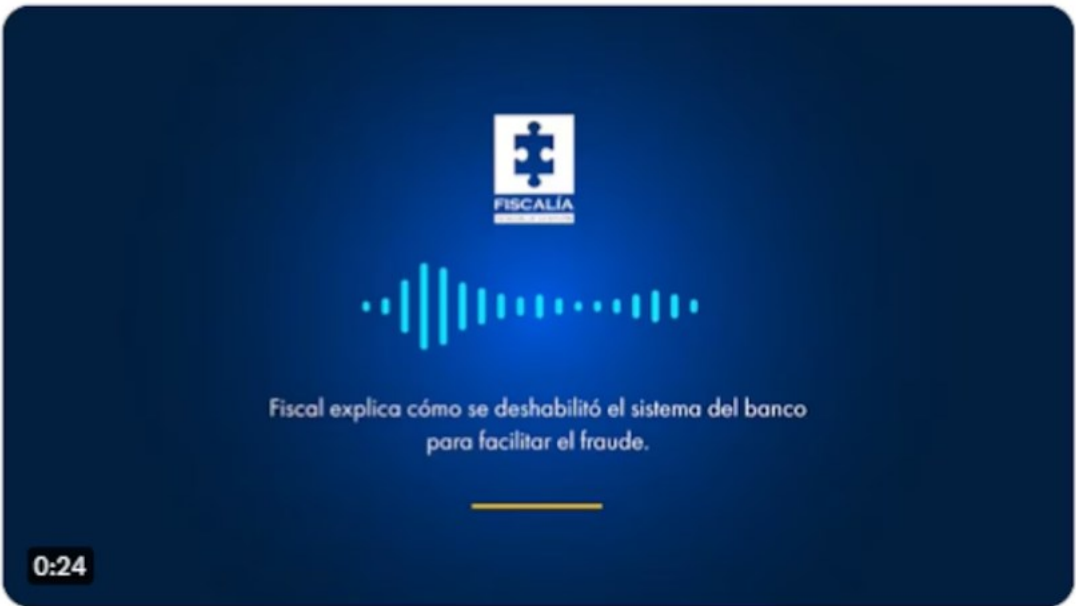 FISCALÍA
Fiscal explica cómo se deshabilitó el sistema del banco
para facilitar el fraude.
0:24